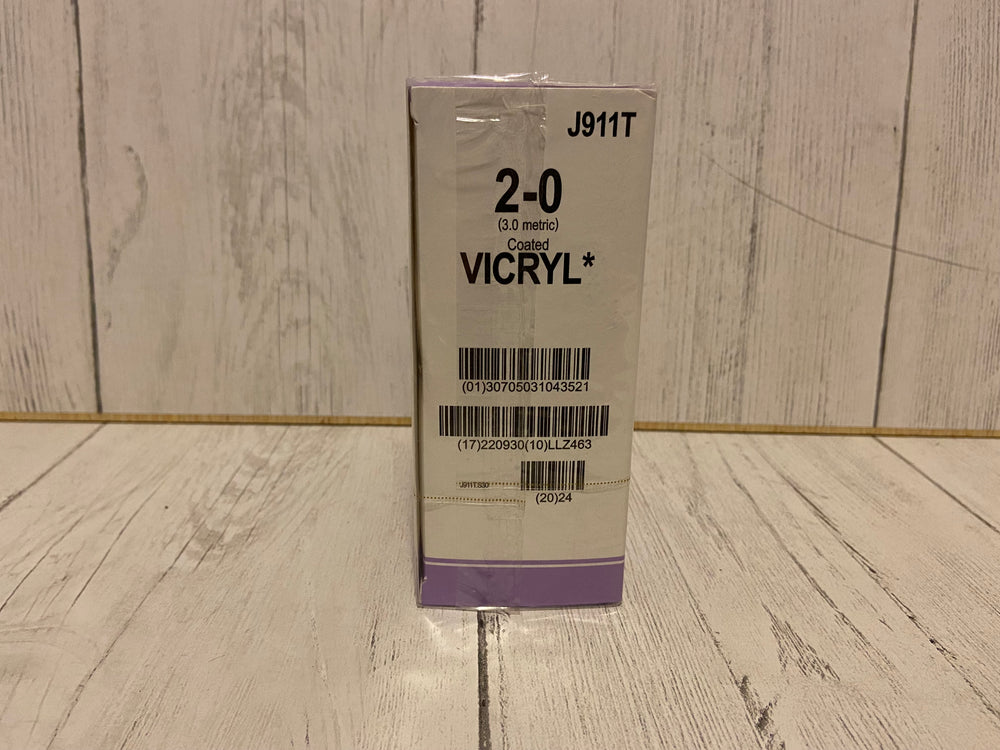 J911T
2-0
(3.0 metric)
Coated
VICRYL*
(01)30705031043521
(17)220930(10)LLZ463
J911T.S30
(20)24